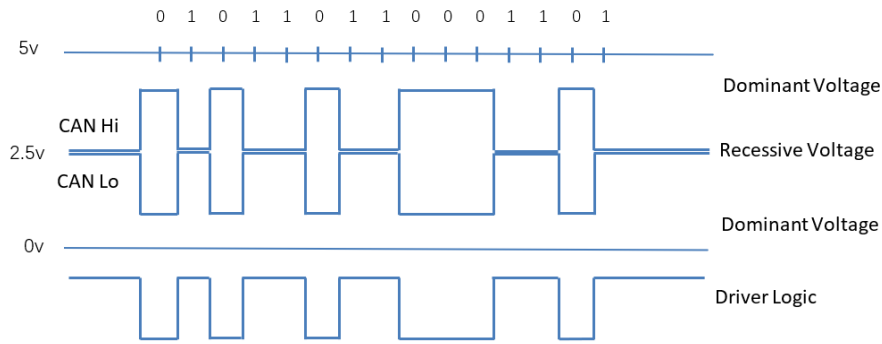 0 1 0 1 1 0 1 1 0 0 0 1 1 0 1
5v
Dominant Voltage
CAN Hi
2.5v
Recessive Voltage
CAN Lo
Dominant Voltage
0v
Driver Logic